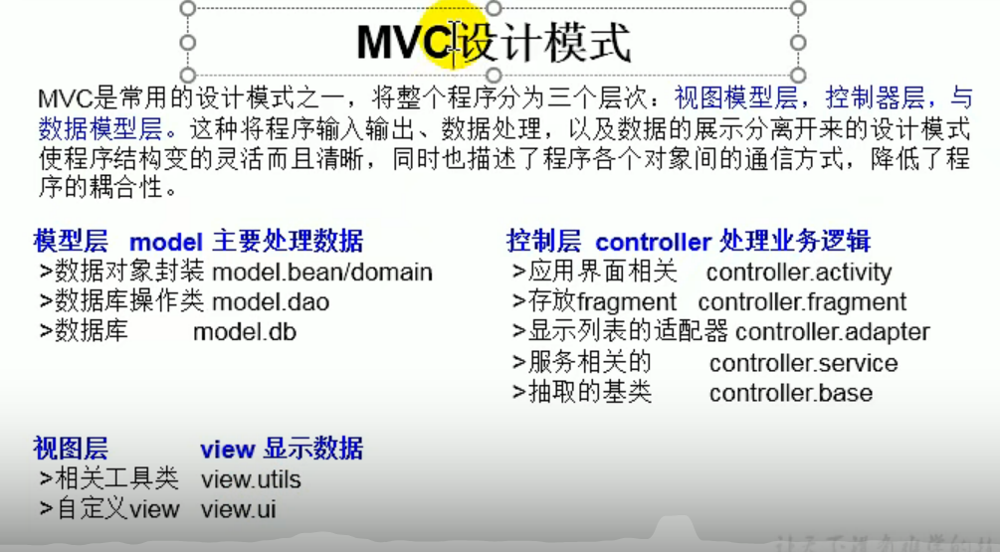 MVC设计模式
MVC是常用的设计模式之一，将整个程序分为三个层次：视图模型层，控制器层，与
数据模型层。这种将程序输入输出、数据处理，以及数据的展示分离开来的设计模式
使程序结构变的灵活而且清晰，同时也描述了程序各个对象间的通信方式，降低了程
序的耦合性。
模型层 model 主要处理数据
>数据对象封装 model.bean/domain
>数据库操作类 model.dao
>数据库 model.db
控制层 controller 处理业务逻辑
>应用界面相关 controller.activity
>存放fragment controller.fragment
>显示列表的适配器 controller.adapter
>服务相关的 controller.service
>抽取的基类 controller.base
视图层 view 显示数据
>相关工具类 view.utils
>自定义view view.ui